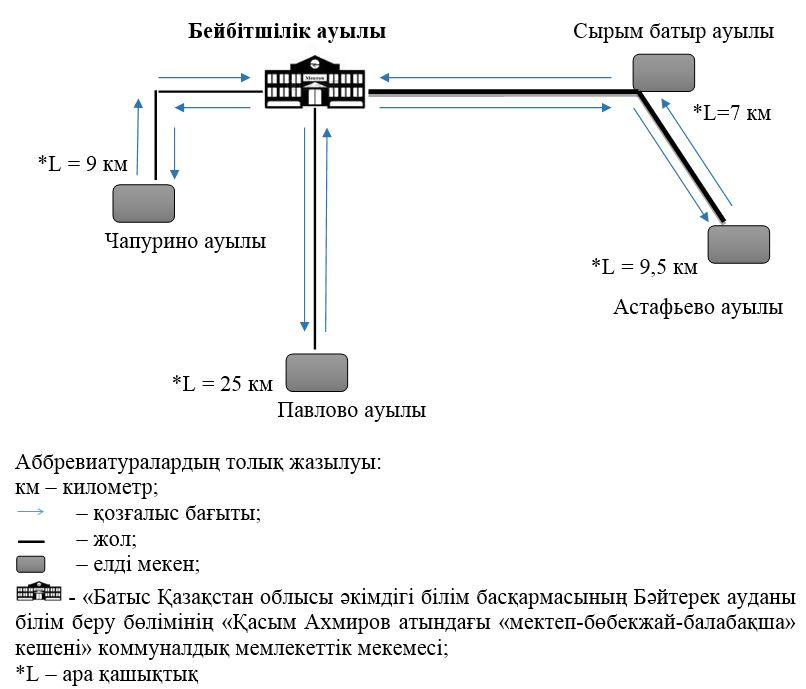 Бейбітшілік ауылы
Сырым батыр ауылы
*L=7 км
*L = 9 км
Чапурино ауылы
*L = 9,5 км
Астафьево ауылы
*L = 25 км
Павлово ауылы
Аббревиатуралардың толық жазылуы:
км – километр;
– қозғалыс бағыты;
– жол;
– елді мекен;
- «Батыс Қазақстан облысы әкімдігі білім басқармасының Бәйтерек ауданы
білім беру бөлімінің «Қасым Ахмиров атындағы «мектеп-бөбекжай-балабақша»
кешені» коммуналдық мемлекеттік мекемесі;
*L – ара қашықтық